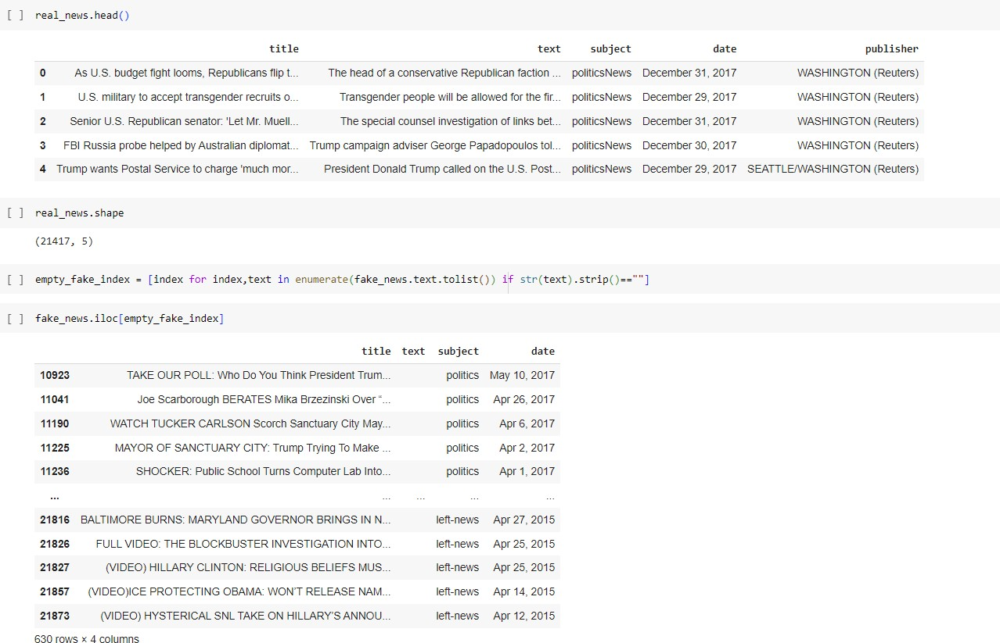 [ ] real_news.head()
title text subject date publisher
0 As U.S. budget fight looms, Republicans flip t... The head of a conservative Republican faction ... politicsNews December 31, 2017 WASHINGTON (Reuters)
1 U.S. military to accept transgender recruits o... Transgender people will be allowed for the fir... politicsNews December 29, 2017 WASHINGTON (Reuters)
2 Senior U.S. Republican senator: 'Let Mr. Muell... The special counsel investigation of links bet... politicsNews December 31, 2017 WASHINGTON (Reuters)
3 FBI Russia probe helped by Australian diplomat... Trump campaign adviser George Papadopoulos tol... politicsNews December 30, 2017 WASHINGTON (Reuters)
4 Trump wants Postal Service to charge 'much mor... President Donald Trump called on the U.S. Post... politicsNews December 29, 2017 SEATTLE/WASHINGTON (Reuters)
[ ] real_news.shape
(21417, 5)
[ ] empty_fake_index = [index for index,text in enumerate(fake_news.text.tolist()) if str(text).strip()==""]
[ ] fake_news.iloc[empty_fake_index]
title text subject date
10923 TAKE OUR POLL: Who Do You Think President Trum... politics May 10, 2017
11041 Joe Scarborough BERATES Mika Brzezinski Over “... politics Apr 26, 2017
11190 WATCH TUCKER CARLSON Scorch Sanctuary City May... politics Apr 6, 2017
11225 MAYOR OF SANCTUARY CITY: Trump Trying To Make ... politics Apr 2, 2017
11236 SHOCKER: Public School Turns Computer Lab Into... politics Apr 1, 2017
... ... ... ... ...
21816 BALTIMORE BURNS: MARYLAND GOVERNOR BRINGS IN N... left-news Apr 27, 2015
21826 FULL VIDEO: THE BLOCKBUSTER INVESTIGATION INTO... left-news Apr 25, 2015
21827 (VIDEO) HILLARY CLINTON: RELIGIOUS BELIEFS MUS... left-news Apr 25, 2015
21857 (VIDEO)ICE PROTECTING OBAMA: WON’T RELEASE NAM... left-news Apr 14, 2015
21873 (VIDEO) HYSTERICAL SNL TAKE ON HILLARY’S ANNOU... left-news Apr 12, 2015
630 rows × 4 columns